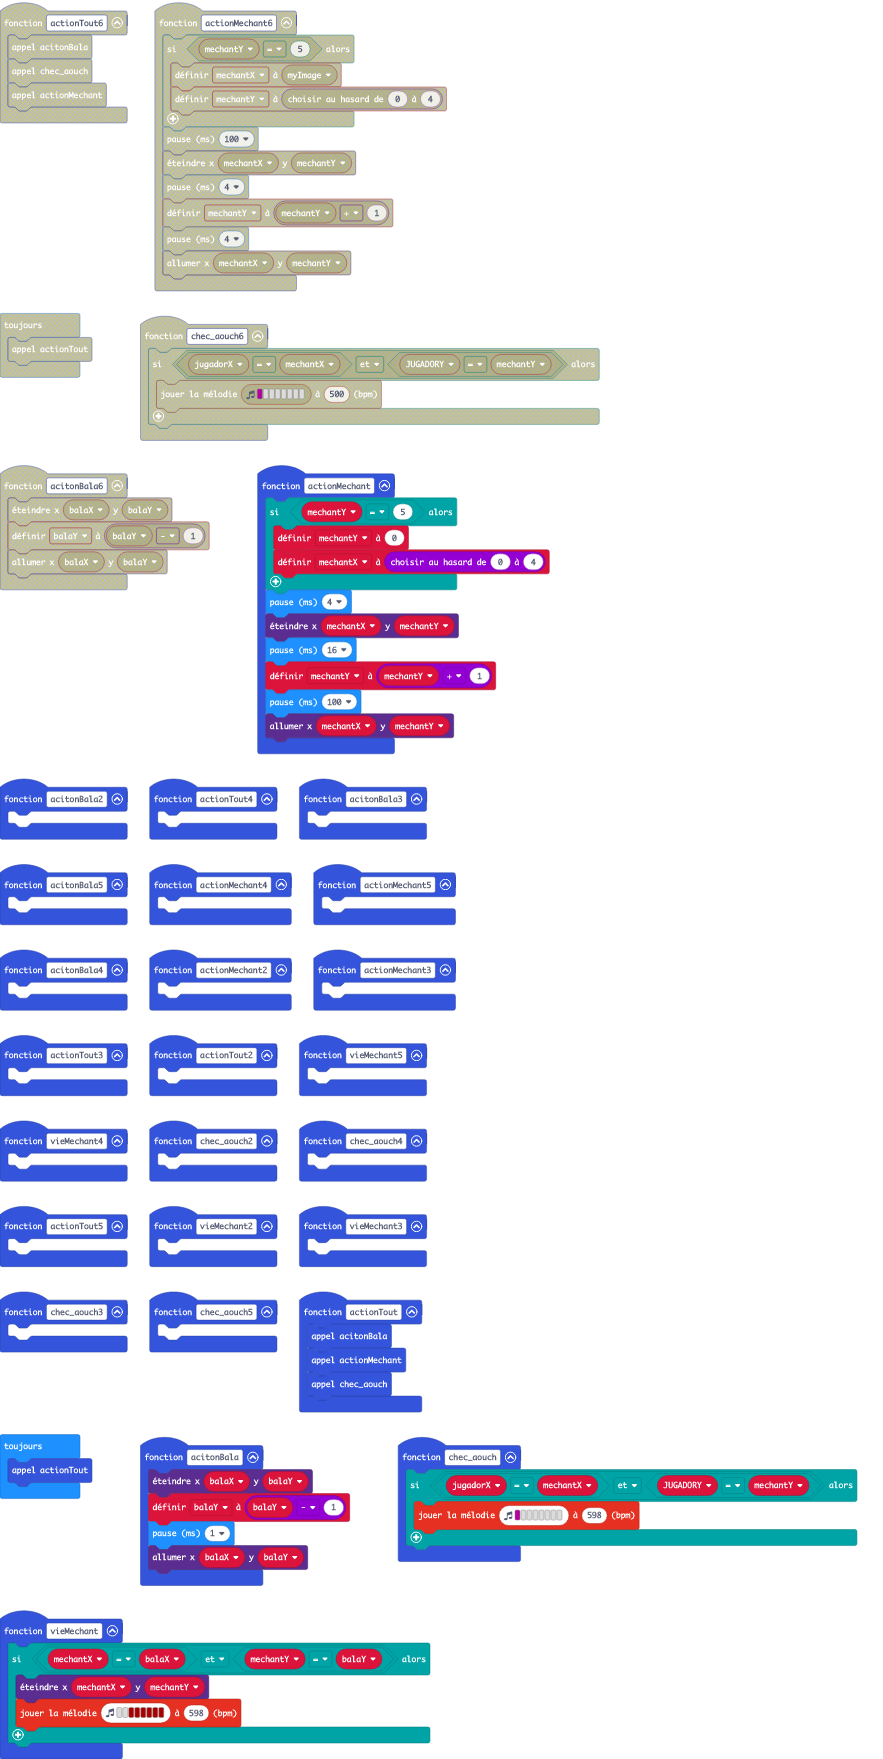 fonction actionTout6
appel acitonBala
appel chec_aouch
appel actionMechant
fonction actionMechant6
si mechantY = 5 alors
définir mechantX à myImage
définir mechantY à choisir au hasard de 0 à 4
pause (ms) 100
éteindre x mechantX y mechantY
pause (ms) 4
définir mechantY à mechantY + 1
pause (ms) 4
allumer x mechantX y mechantY
toujours
appel actionTout
fonction chec_aouch6
si jugadorX = mechantX et JUGADORY = mechantY alors
jouer la mélodie à 500 (bpm)
fonction acitonBala6
éteindre x balaX y balaY
définir balaY à balaY - 1
allumer x balaX y balaY
fonction actionMechant
si mechantY = 5 alors
définir mechantY à 0
définir mechantX à choisir au hasard de 0 à 4
pause (ms) 4
éteindre x mechantX y mechantY
pause (ms) 16
définir mechantY à mechantY + 1
pause (ms) 100
allumer x mechantX y mechantY
fonction acitonBala2
fonction actionTout4
fonction acitonBala3
fonction acitonBala5
fonction actionMechant4
fonction actionMechant5
fonction acitonBala4
fonction actionMechant2
fonction actionMechant3
fonction actionTout3
fonction actionTout2
fonction vieMechant5
fonction vieMechant4
fonction chec_aouch2
fonction chec_aouch4
fonction actionTout5
fonction vieMechant2
fonction vieMechant3
fonction chec_aouch3
fonction chec_aouch5
fonction actionTout
appel acitonBala
appel actionMechant
appel chec_aouch
toujours
appel actionTout
fonction acitonBala
éteindre x balaX y balaY
définir balaY à balaY - 1
pause (ms) 1
allumer x balaX y balaY
fonction chec_aouch
si jugadorX = mechantX et JUGADORY = mechantY alors
jouer la mélodie à 598 (bpm)
fonction vieMechant
si mechantX = balaX et mechantY = balaY alors
éteindre x mechantX y mechantY
jouer la mélodie à 598 (bpm)